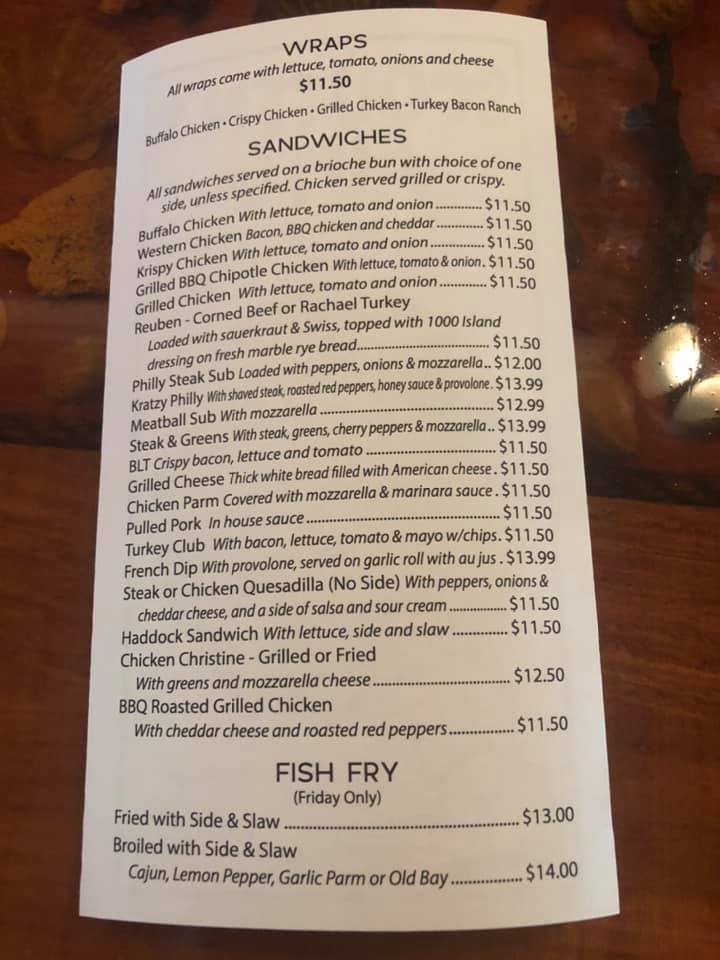 WRAPS
All wraps come with lettuce, tomato, onions and cheese
$11.50
Buffalo Chicken • Crispy Chicken • Grilled Chicken • Turkey Bacon Ranch
SANDWICHES
All sandwiches served on a brioche bun with choice of one
side, unless specified. Chicken served grilled or crispy.
Buffalo Chicken With lettuce, tomato and onion ............ $11.50
Western Chicken Bacon, BBQ chicken and cheddar ............ $11.50
Krispy Chicken With lettuce, tomato and onion .............. $11.50
Grilled BBQ Chipotle Chicken With lettuce, tomato & onion. $11.50
Grilled Chicken With lettuce, tomato and onion ............ $11.50
Reuben - Corned Beef or Rachael Turkey
Loaded with sauerkraut & Swiss, topped with 1000 Island
dressing on fresh marble rye bread.................................. $11.50
Philly Steak Sub Loaded with peppers, onions & mozzarella.. $12.00
Kratzy Philly With shaved steak, roasted red peppers, honey sauce & provolone. $13.99
Meatball Sub With mozzarella ............................................. $12.99
Steak & Greens With steak, greens, cherry peppers & mozzarella.. $13.99
BLT Crispy bacon, lettuce and tomato .................................. $11.50
Grilled Cheese Thick white bread filled with American cheese. $11.50
Chicken Parm Covered with mozzarella & marinara sauce. $11.50
Pulled Pork In house sauce .................................................. $11.50
Turkey Club With bacon, lettuce, tomato & mayo w/chips. $11.50
French Dip With provolone, served on garlic roll with au jus . $13.99
Steak or Chicken Quesadilla (No Side) With peppers, onions &
cheddar cheese, and a side of salsa and sour cream ................ $11.50
Haddock Sandwich With lettuce, side and slaw .............. $11.50
Chicken Christine - Grilled or Fried
With greens and mozzarella cheese ................................... $12.50
BBQ Roasted Grilled Chicken
With cheddar cheese and roasted red peppers................ $11.50
FISH FRY
(Friday Only)
Fried with Side & Slaw ............................................................ $13.00
Broiled with Side & Slaw
Cajun, Lemon Pepper, Garlic Parm or Old Bay ................. $14.00